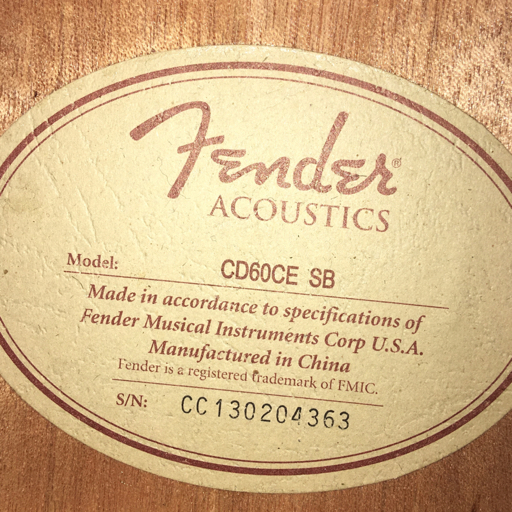 Fender®
ACOUSTICS
Model: CD60CE SB
Made in accordance to specifications of
Fender Musical Instruments Corp U.S.A.
Manufactured in China
Fender is a registered trademark of FMIC.
S/N: CC130204363